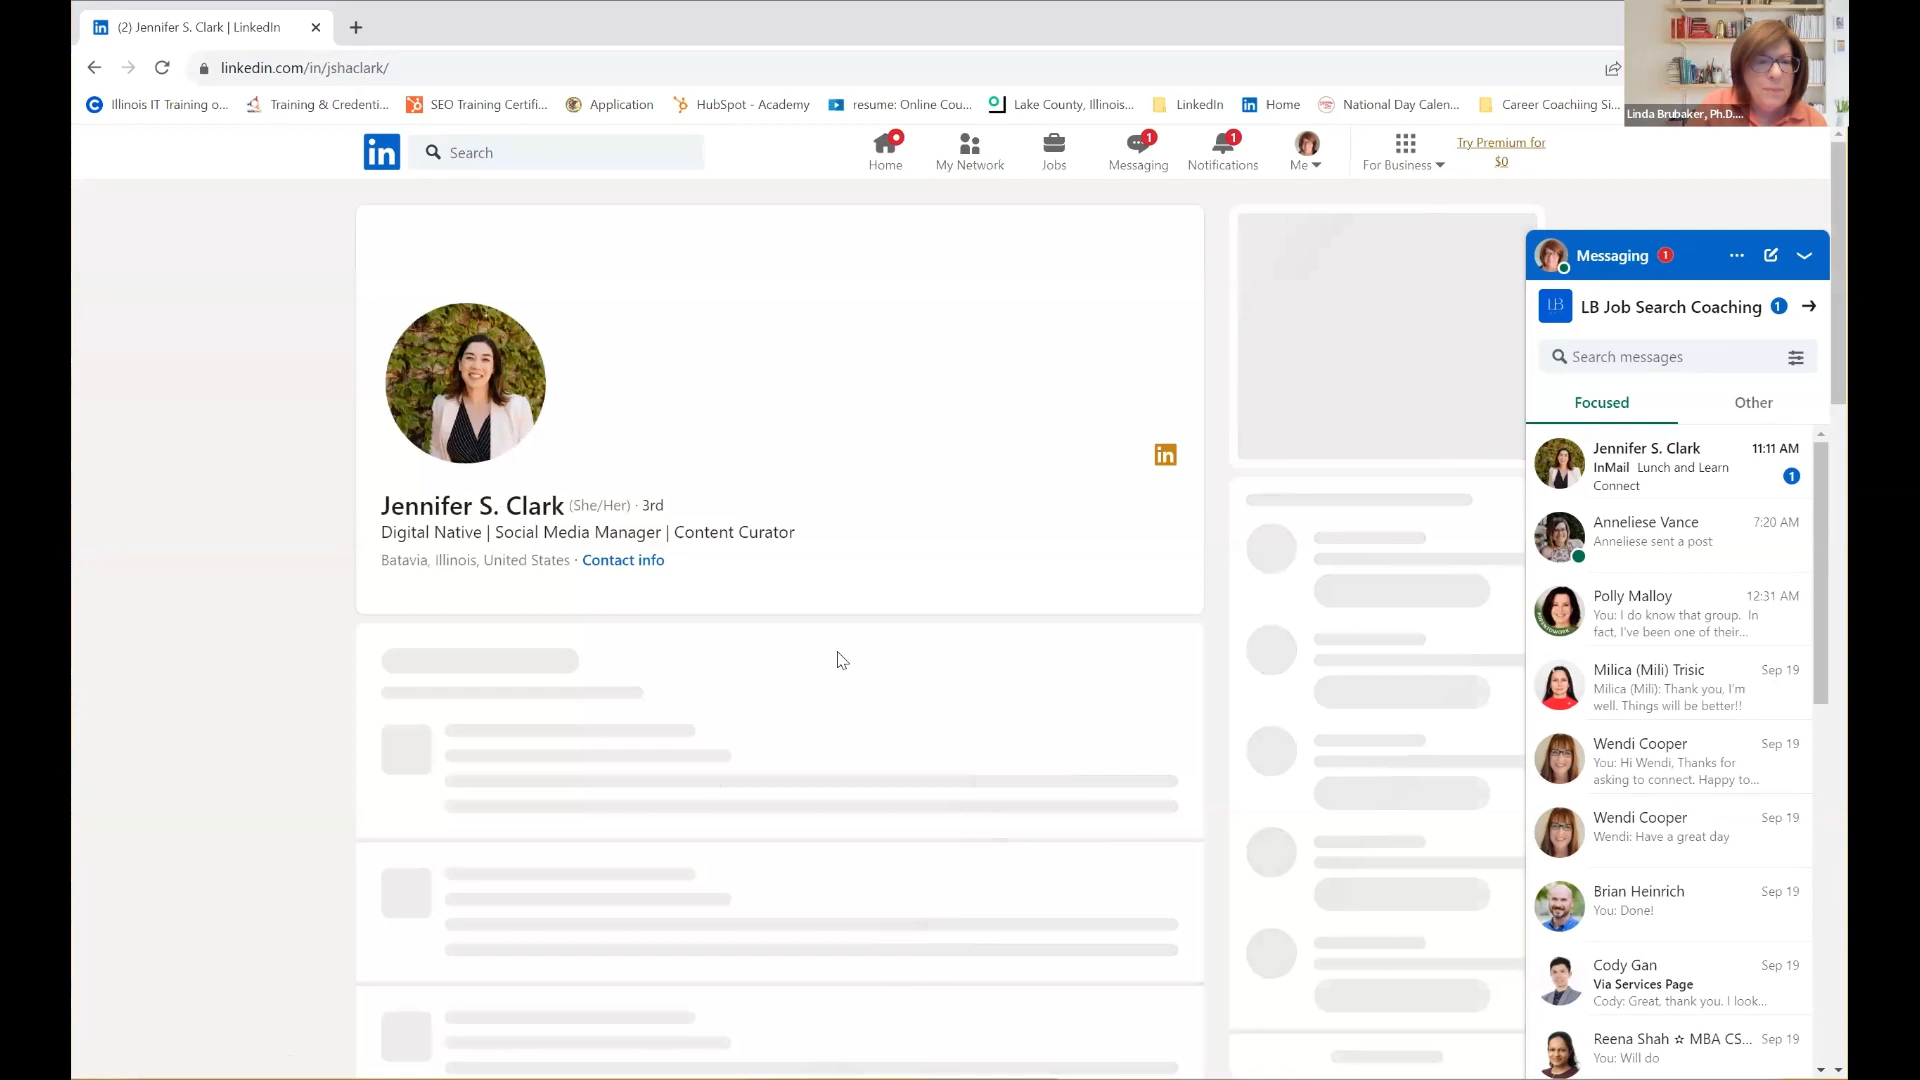 (2) Jennifer S. Clark | LinkedIn
linkedin.com/in/jshaclark/
Illinois IT Training o...
Training & Credenti...
SEO Training Certifi...
Application
HubSpot - Academy
resume: Online Cou...
Lake County, Illinois...
LinkedIn
Home
National Day Calen...
Career Coachiing Si...
Linda Brubaker, Ph.D....
in
Search
Home
My Network
Jobs
1
Messaging
1
Notifications
Me
For Business
Try Premium for
$0
in
Jennifer S. Clark (She/Her) · 3rd
Digital Native | Social Media Manager | Content Curator
Batavia, Illinois, United States · Contact info
Messaging 1
LB
LB Job Search Coaching 1
Search messages
Focused
Other
Jennifer S. Clark 11:11 AM
InMail Lunch and Learn
Connect
1
Anneliese Vance 7:20 AM
Anneliese sent a post
Polly Malloy 12:31 AM
You: I do know that group. In
fact, I've been one of their...
Milica (Mili) Trisic Sep 19
Milica (Mili): Thank you, I'm
well. Things will be better!!
Wendi Cooper Sep 19
You: Hi Wendi, Thanks for
asking to connect. Happy to...
Wendi Cooper Sep 19
Wendi: Have a great day
Brian Heinrich Sep 19
You: Done!
Cody Gan Sep 19
Via Services Page
Cody: Great, thank you. I look...
Reena Shah ☆ MBA CS... Sep 19
You: Will do